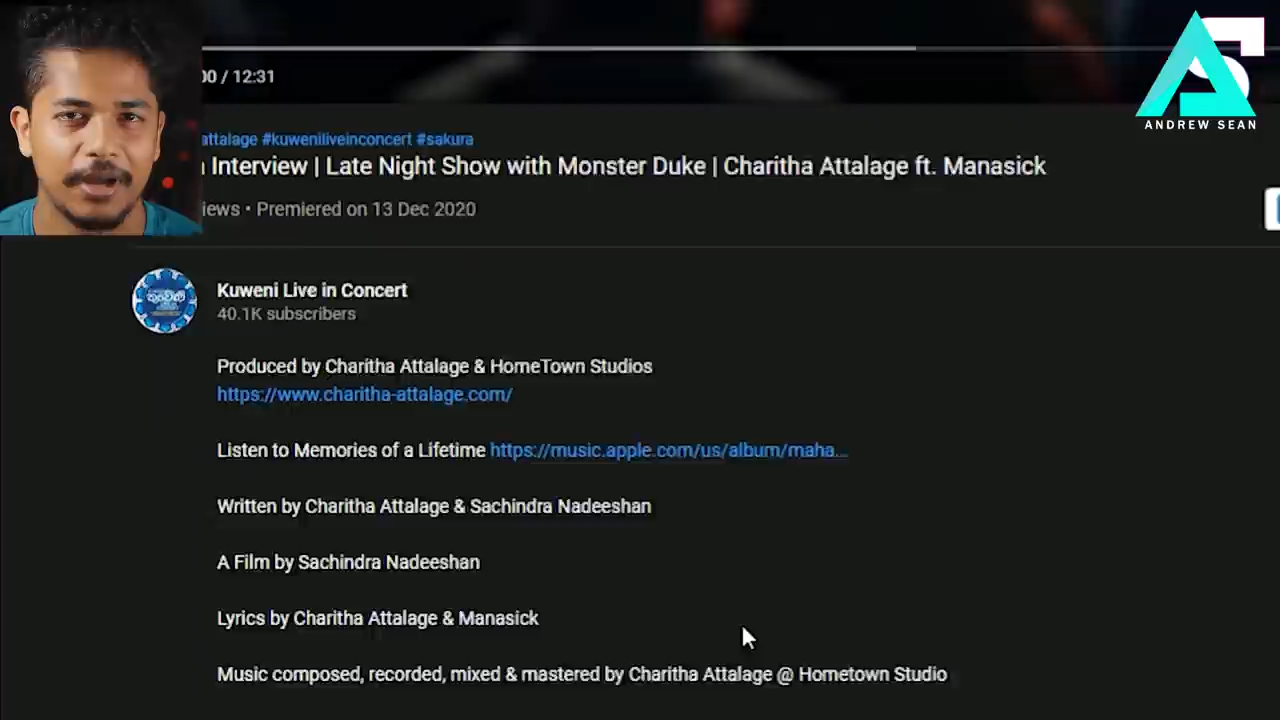 ANDREW SEAN
00 / 12:31
attalage #kuweniliveinconcert #sakura
Interview | Late Night Show with Monster Duke | Charitha Attalage ft. Manasick
iews • Premiered on 13 Dec 2020
Kuweni Live in Concert
40.1K subscribers
Produced by Charitha Attalage & HomeTown Studios
https://www.charitha-attalage.com/
Listen to Memories of a Lifetime https://music.apple.com/us/album/maha...
Written by Charitha Attalage & Sachindra Nadeeshan
A Film by Sachindra Nadeeshan
Lyrics by Charitha Attalage & Manasick
Music composed, recorded, mixed & mastered by Charitha Attalage @ Hometown Studio